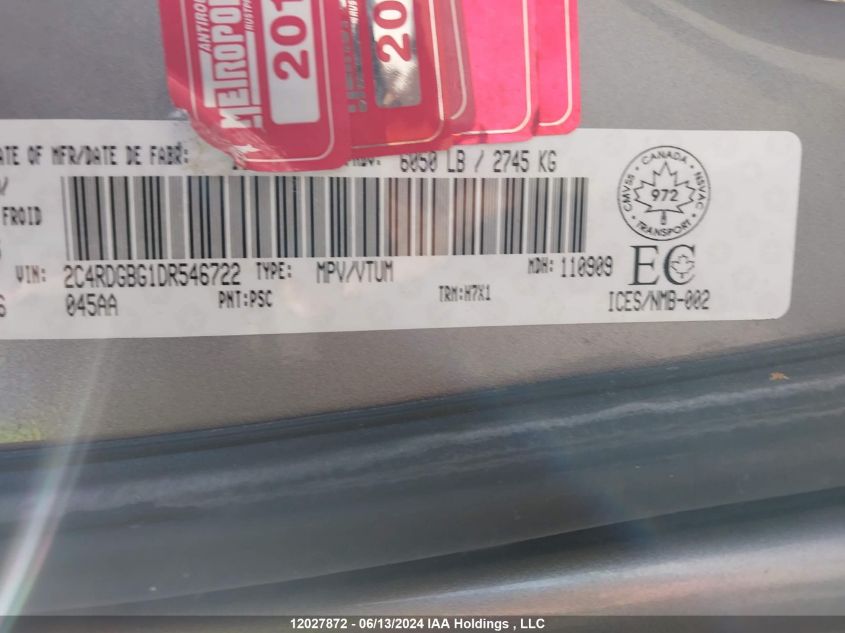 ANTIROU
METROPO
RUSTP
201
20
ATE OF MFR/DATE DE FABR:
6050 LB / 2745 KG
FROID
VIN: 2C4RDGBG1DR546722 TYPE: MPV/VTUM MDH: 110909
045AA PNT:PSC TRM:H7X1
CANADA
CMVSS NSVAC
972
TRANSPORT
EC
ICES/NMB-002
12027872 - 06/13/2024 IAA Holdings , LLC